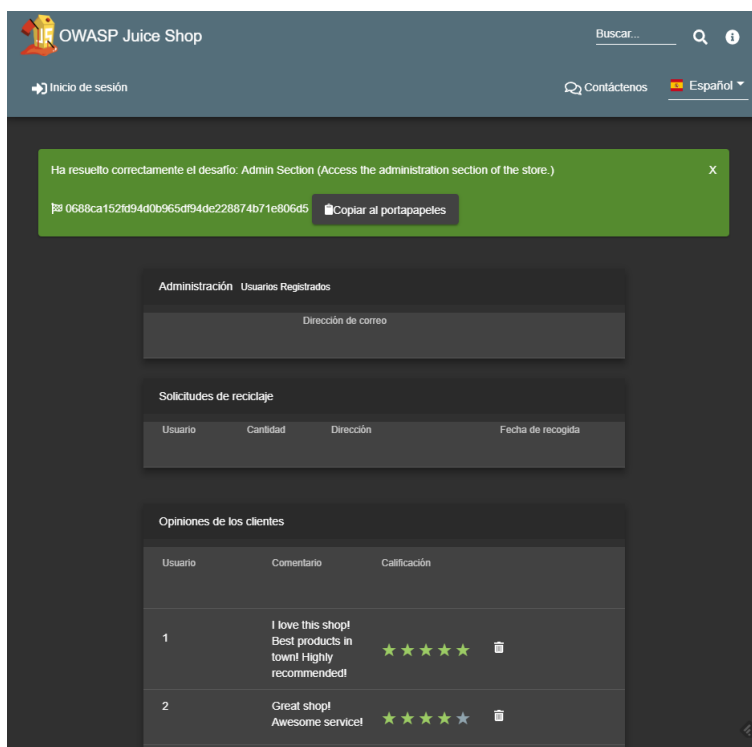 OWASP Juice Shop
Buscar...
Inicio de sesión
Contáctenos
Español
Ha resuelto correctamente el desafío: Admin Section (Access the administration section of the store.)
X
0688ca152fd94d0b965df94de228874b71e806d5
Copiar al portapapeles
Administración Usuarios Registrados
Dirección de correo
Solicitudes de reciclaje
Usuario Cantidad Dirección Fecha de recogida
Opiniones de los clientes
Usuario Comentario Calificación
1
I love this shop!
Best products in
town! Highly
recommended!
2
Great shop!
Awesome service!